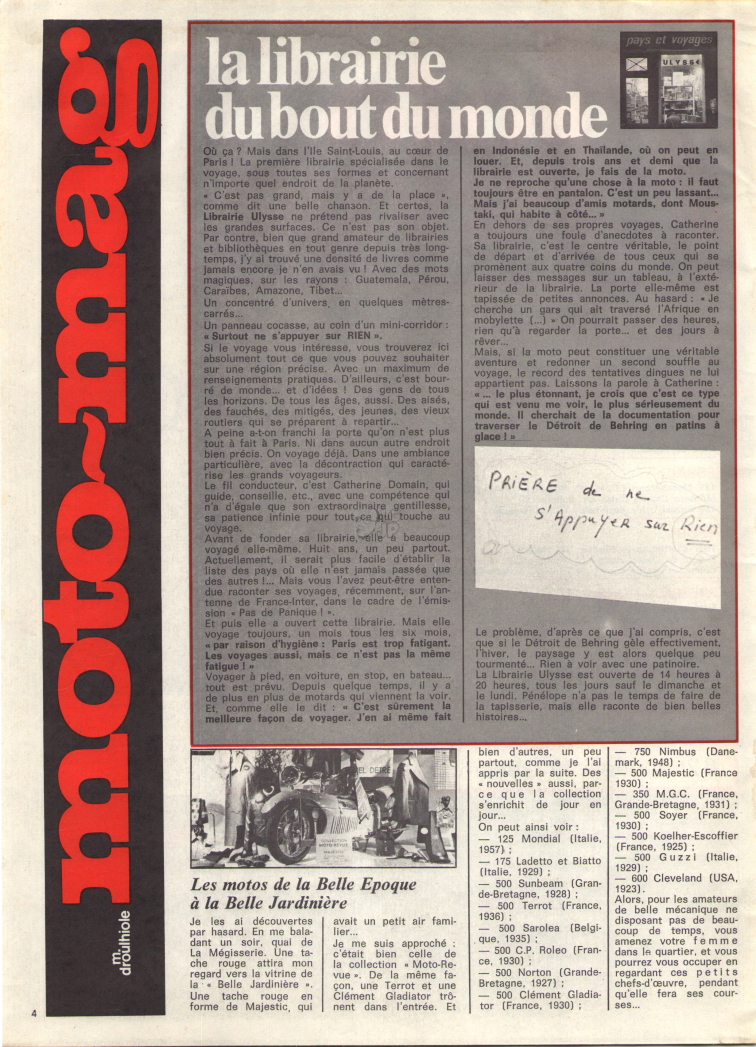 moto~mag
m. droulhiole
la librairie
du bout du monde
pays et voyages
ULYSSE
Où ça ? Mais dans l'Ile Saint-Louis, au cœur de
Paris ! La première librairie spécialisée dans le
voyage, sous toutes ses formes et concernant
n'importe quel endroit de la planète.
« C'est pas grand, mais y a de la place »,
comme dit une belle chanson. Et certes, la
Librairie Ulysse ne prétend pas rivaliser avec
les grandes surfaces. Ce n'est pas son objet.
Par contre, bien que grand amateur de librairies
et bibliothèques en tout genre depuis très long-
temps, j'y ai trouvé une densité de livres comme
jamais encore je n'en avais vu ! Avec des mots
magiques, sur les rayons : Guatemala, Pérou,
Caraïbes, Amazone, Tibet...
Un concentré d'univers, en quelques mètres-
carrés...
Un panneau cocasse, au coin d'un mini-corridor :
« Surtout ne s'appuyer sur RIEN ».
Si le voyage vous intéresse, vous trouverez ici
absolument tout ce que vous pouvez souhaiter
sur une région précise. Avec un maximum de
renseignements pratiques. D'ailleurs, c'est bour-
ré de monde... et d'idées ! Des gens de tous
les horizons. De tous les âges, aussi. Des aisés,
des fauchés, des mitigés, des jeunes, des vieux
routiers qui se préparent à repartir...
A peine a-t-on franchi la porte qu'on n'est plus
tout à fait à Paris. Ni dans aucun autre endroit
bien précis. On voyage déjà. Dans une ambiance
particulière, avec la décontraction qui caracté-
rise les grands voyageurs.
Le fil conducteur, c'est Catherine Domain, qui
guide, conseille, etc., avec une compétence qui
n'a d'égale que son extraordinaire gentillesse,
sa patience infinie pour tout ce qui touche au
voyage.
Avant de fonder sa librairie, elle a beaucoup
voyagé elle-même. Huit ans, un peu partout.
Actuellement, il serait plus facile d'établir la
liste des pays où elle n'est jamais passée que
des autres !... Mais vous l'avez peut-être enten-
due raconter ses voyages, récemment, sur l'an-
tenne de France-Inter, dans le cadre de l'émis-
sion « Pas de Panique ! ».
Et puis elle a ouvert cette librairie. Mais elle
voyage toujours, un mois tous les six mois,
« par raison d'hygiène : Paris est trop fatigant.
Les voyages aussi, mais ce n'est pas la même
fatigue ! »
Voyager à pied, en voiture, en stop, en bateau...
tout est prévu. Depuis quelque temps, il y a
de plus en plus de motards qui viennent la voir.
Et, comme elle le dit : « C'est sûrement la
meilleure façon de voyager. J'en ai même fait
en Indonésie et en Thaïlande, où on peut en
louer. Et, depuis trois ans et demi que la
librairie est ouverte, je fais de la moto.
Je ne reproche qu'une chose à la moto : il faut
toujours être en pantalon. C'est un peu lassant...
Mais j'ai beaucoup d'amis motards, dont Mous-
taki, qui habite à côté... »
En dehors de ses propres voyages, Catherine
a toujours une foule d'anecdotes à raconter.
Sa librairie, c'est le centre véritable, le point
de départ et d'arrivée de tous ceux qui se
promènent aux quatre coins du monde. On peut
laisser des messages sur un tableau, à l'exté-
rieur de la librairie. La porte elle-même est
tapissée de petites annonces. Au hasard : « Je
cherche un gars qui ait traversé l'Afrique en
mobylette (...) » On pourrait passer des heures,
rien qu'à regarder la porte... et des jours à
rêver...
Mais, si la moto peut constituer une véritable
aventure et redonner un second souffle au
voyage, le record des tentatives dingues ne lui
appartient pas. Laissons la parole à Catherine :
« ... le plus étonnant, je crois que c'est ce type
qui est venu me voir, le plus sérieusement du
monde. Il cherchait de la documentation pour
traverser le Détroit de Behring en patins à
glace ! »
PRIÈRE de ne
s'Appuyer sur Rien
Le problème, d'après ce que j'ai compris, c'est
que si le Détroit de Behring gèle effectivement,
l'hiver, le paysage y est alors quelque peu
tourmenté... Rien à voir avec une patinoire.
La Librairie Ulysse est ouverte de 14 heures à
20 heures, tous les jours sauf le dimanche et
le lundi. Pénélope n'a pas le temps de faire de
la tapisserie, mais elle raconte de bien belles
histoires...
Les motos de la Belle Epoque
à la Belle Jardinière
Je les ai découvertes
par hasard. En me bala-
dant un soir, quai de
La Mégisserie. Une ta-
che rouge attira mon
regard vers la vitrine de
la « Belle Jardinière ».
Une tache rouge en
forme de Majestic, qui
avait un petit air fami-
lier...
Je me suis approché :
c'était bien celle de
la collection « Moto-Re-
vue ». De la même fa-
çon, une Terrot et une
Clément Gladiator trô-
nent dans l'entrée. Et
bien d'autres, un peu
partout, comme je l'ai
appris par la suite. Des
« nouvelles » aussi, par-
ce que la collection
s'enrichit de jour en
jour...
On peut ainsi voir :
— 125 Mondial (Italie,
1957) ;
— 175 Ladetto et Biatto
(Italie, 1929) ;
— 500 Sunbeam (Gran-
de-Bretagne, 1928) ;
— 500 Terrot (France,
1936) ;
— 500 Sarolea (Belgi-
que, 1935) ;
— 500 C.P. Roleo (Fran-
ce, 1930) ;
— 500 Norton (Grande-
Bretagne, 1927) ;
— 500 Clément Gladia-
tor (France, 1930) ;
— 750 Nimbus (Dane-
mark, 1948) ;
— 500 Majestic (France
1930) ;
— 350 M.G.C. (France,
Grande-Bretagne, 1931) ;
— 500 Soyer (France,
1930) ;
— 500 Koelher-Escoffier
(France, 1925) ;
— 500 Guzzi (Italie,
1929) ;
— 600 Cleveland (USA,
1923).
Alors, pour les amateurs
de belle mécanique ne
disposant pas de beau-
coup de temps, vous
amenez votre femme
dans le quartier, et vous
pourrez vous occuper en
regardant ces petits
chefs-d'œuvre, pendant
qu'elle fera ses cour-
ses...
4